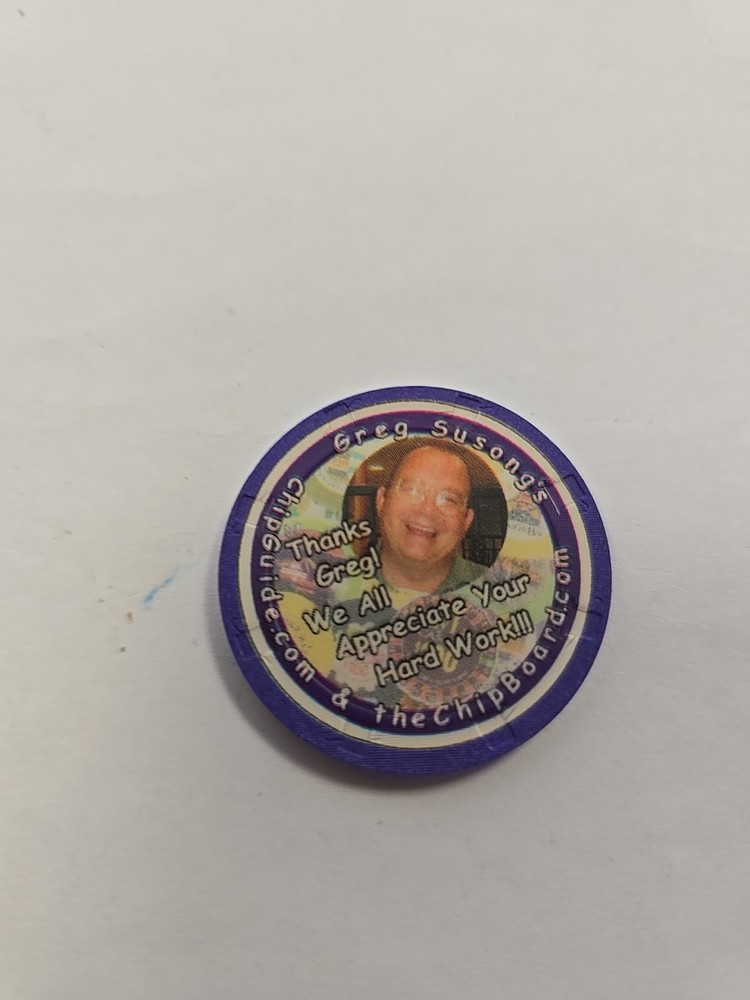 Greg Susong's
ChipGuide.com & theChipBoard.com
Thanks
Greg!
We All
Appreciate Your
Hard Work!!!